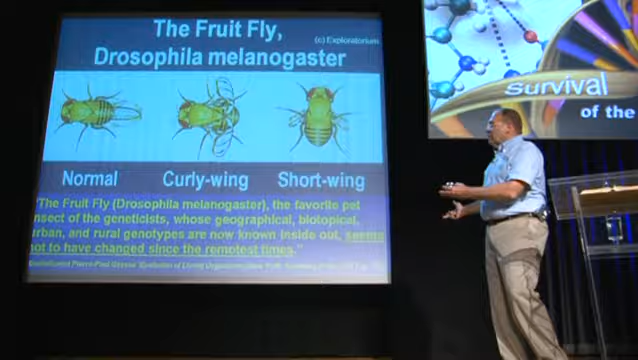 The Fruit Fly,
(c) Exploratorium
Drosophila melanogaster
Normal
Curly-wing
Short-wing
"The Fruit Fly (Drosophila melanogaster), the favorite pet
insect of the geneticists, whose geographical, biotopical,
urban, and rural genotypes are now known inside out, seems
not to have changed since the remotest times."
Survival
of the